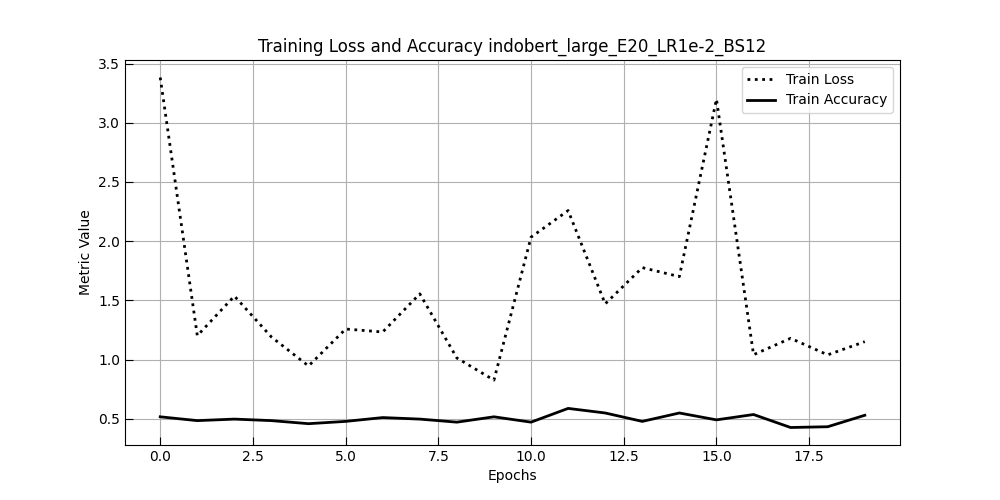 Training Loss and Accuracy indobert_large_E20_LR1e-2_BS12
Train Loss
Train Accuracy
Metric Value
3.5
3.0
2.5
2.0
1.5
1.0
0.5
0.0 2.5 5.0 7.5 10.0 12.5 15.0 17.5
Epochs